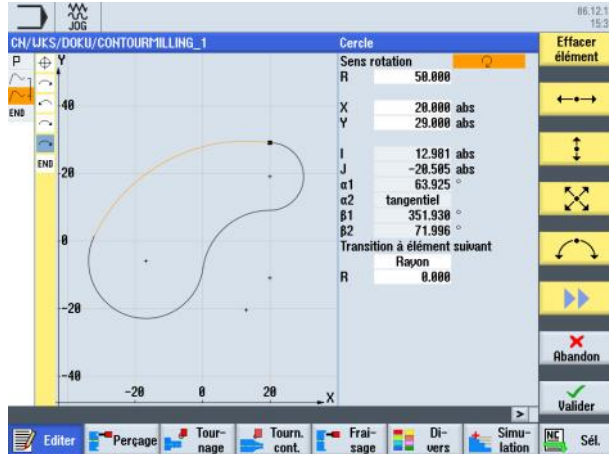 JOG
06.12.1
15:3
CN/WKS/DOKU/CONTOURMILLING_1
Cercle
Effacer
élément
P
END
END
Y
40
20
0
-20
-40
-20
0
20
X
Sens rotation
R 50.000
X 20.000 abs
Y 29.000 abs
I 12.981 abs
J -20.505 abs
α1 63.925 °
α2 tangentiel
β1 351.930 °
β2 71.996 °
Transition à élément suivant
Rayon
R 0.000
Abandon
Valider
>
Editer
Perçage
Tour-
nage
Tourn.
cont.
Frai-
sage
Di-
vers
Simu-
lation
NC
Sél.